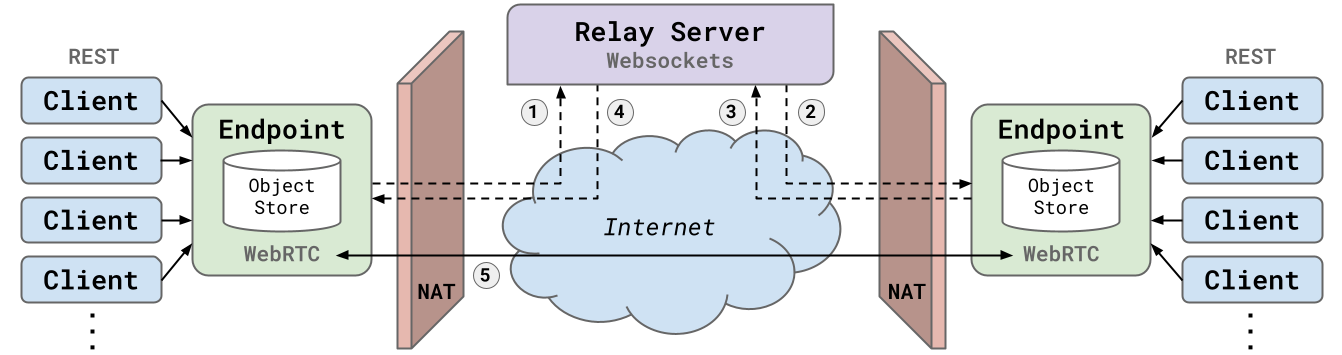 Relay Server
Websockets
REST
Client
Client
Client
Client
Endpoint
Object
Store
WebRTC
NAT
1
4
3
2
Internet
5
NAT
Endpoint
Object
Store
WebRTC
REST
Client
Client
Client
Client